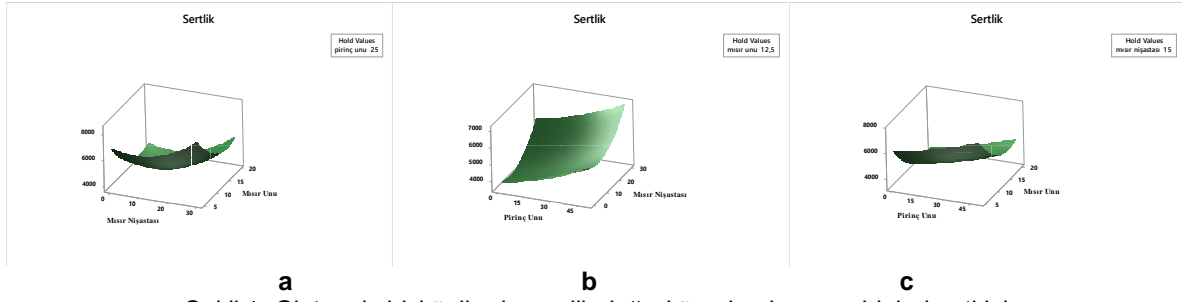 Sertlik
Hold Values
pirinç unu 25
8000
6000
4000
0
10
20
30
Mısır Nişastası
5
10
15
20
Mısır Unu
Sertlik
Hold Values
mısır unu 12,5
7000
6000
5000
4000
0
15
30
45
Pirinç Unu
0
10
20
30
Mısır Nişastası
Sertlik
Hold Values
mısır nişastası 15
8000
6000
4000
0
15
30
45
Pirinç Unu
5
10
15
20
Mısır Unu
a
b
c